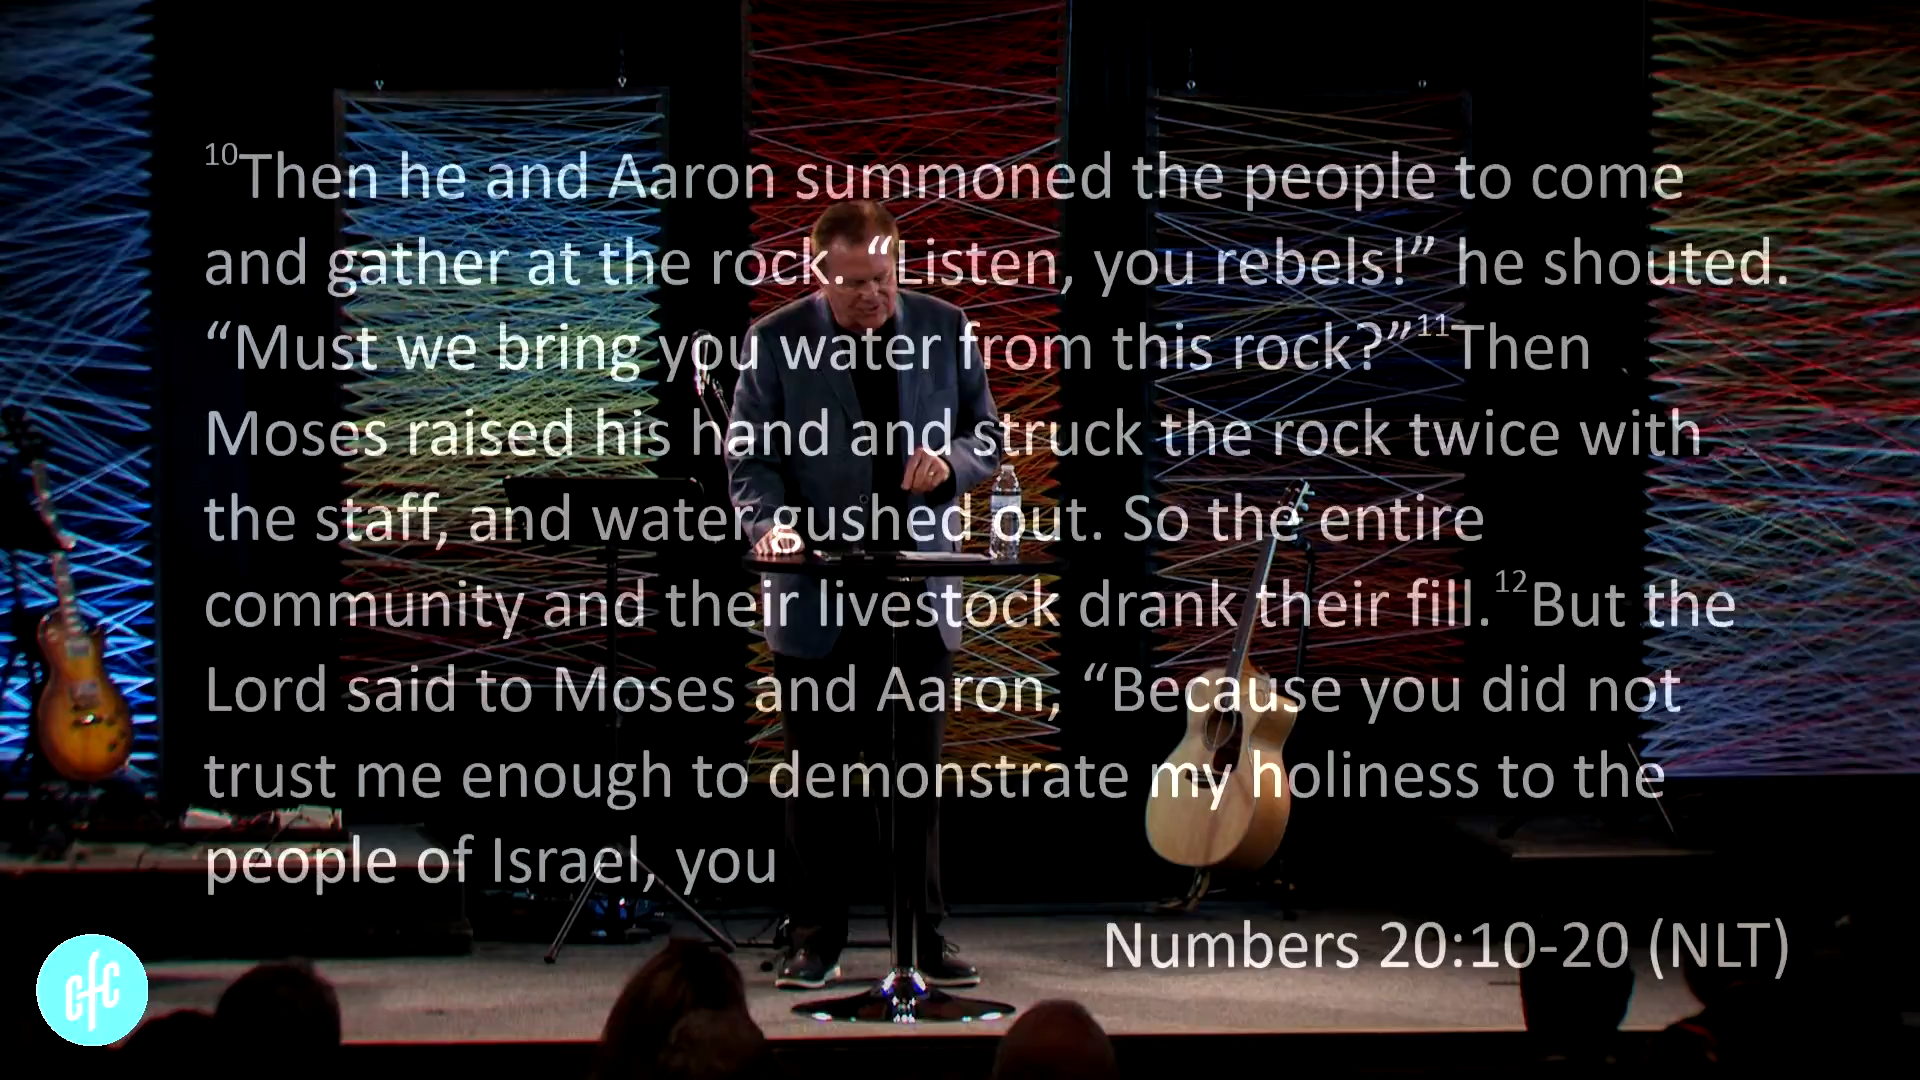 10Then he and Aaron summoned the people to come
and gather at the rock. “Listen, you rebels!” he shouted.
“Must we bring you water from this rock?”11Then
Moses raised his hand and struck the rock twice with
the staff, and water gushed out. So the entire
community and their livestock drank their fill.12But the
Lord said to Moses and Aaron, “Because you did not
trust me enough to demonstrate my holiness to the
people of Israel, you
Numbers 20:10-20 (NLT)
cfc